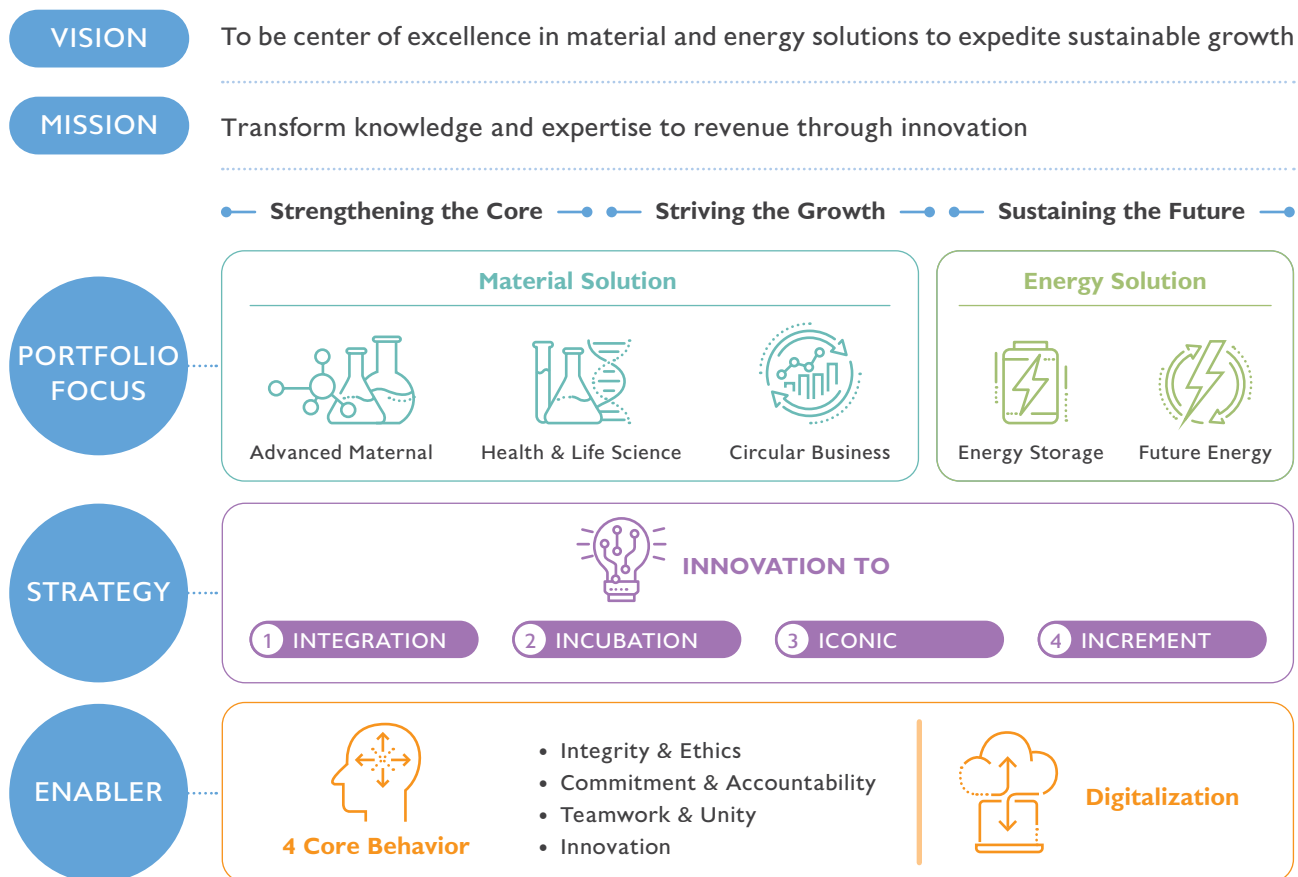 VISION
To be center of excellence in material and energy solutions to expedite sustainable growth
MISSION
Transform knowledge and expertise to revenue through innovation
Strengthening the Core
Striving the Growth
Sustaining the Future
PORTFOLIO
FOCUS
Material Solution
Advanced Maternal
Health & Life Science
Circular Business
Energy Solution
Energy Storage
Future Energy
STRATEGY
INNOVATION TO
1 INTEGRATION
2 INCUBATION
3 ICONIC
4 INCREMENT
ENABLER
4 Core Behavior
• Integrity & Ethics
• Commitment & Accountability
• Teamwork & Unity
• Innovation
Digitalization